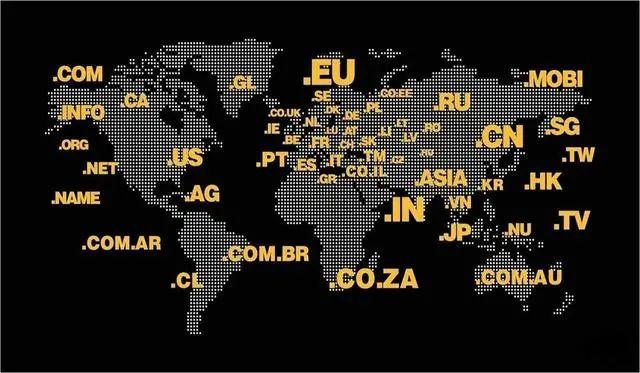 .COM
.CA
.GL
.EU
.MOBI
.INFO
.SE
.CO.EE
.RU
.CO.UK
.DK
.PL
.DE
.ORG
.IE
.NL
.LU
.AT
.LT
.LI
.LV
.RO
.CN
.SG
.BE
.FR
.CH
.SK
.US
.NET
.PT
.ES
.IT
.TM
.CZ
.TW
.CO.IL
.GR
.ASIA
.KR
.HK
.NAME
.AG
.IN
.VN
.TV
.COM.AR
.JP
.NU
.COM.BR
.CL
.CO.ZA
.COM.AU